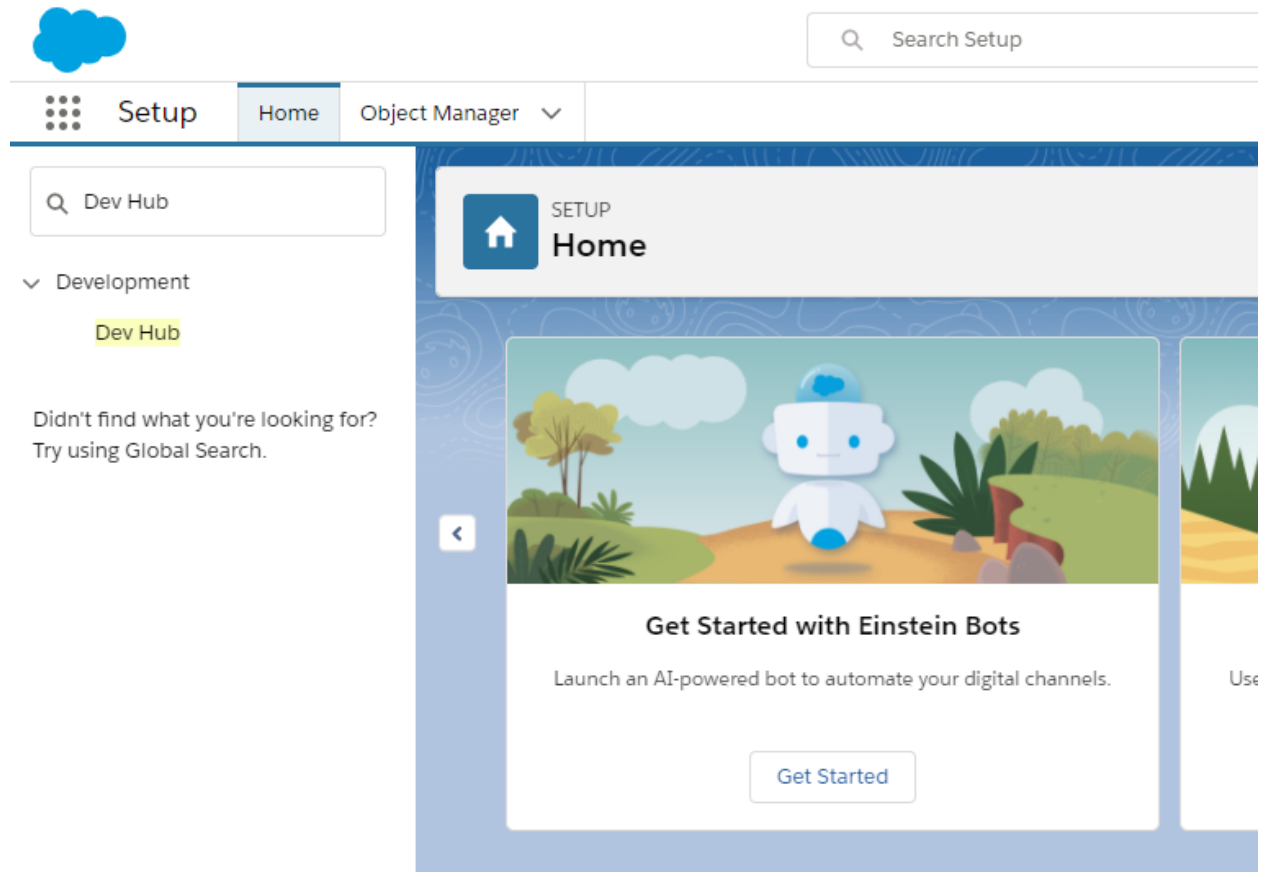 Search Setup
Setup
Home
Object Manager
Dev Hub
Development
Dev Hub
Didn't find what you're looking for?
Try using Global Search.
SETUP
Home
Get Started with Einstein Bots
Launch an AI-powered bot to automate your digital channels.
Get Started
Use